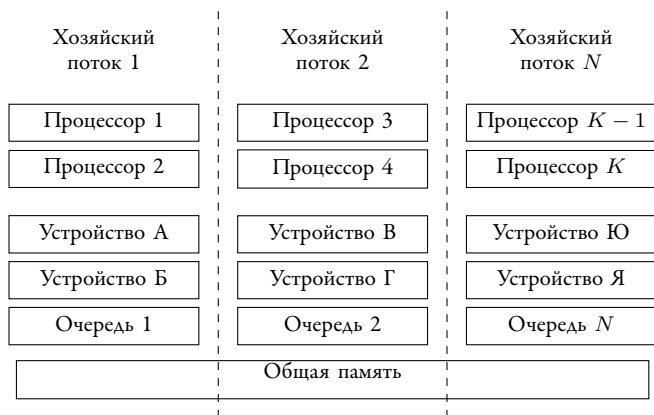 Хозяйский
поток 1
Хозяйский
поток 2
Хозяйский
поток N
Процессор 1
Процессор 3
Процессор K − 1
Процессор 2
Процессор 4
Процессор K
Устройство А
Устройство В
Устройство Ю
Устройство Б
Устройство Г
Устройство Я
Очередь 1
Очередь 2
Очередь N
Общая память